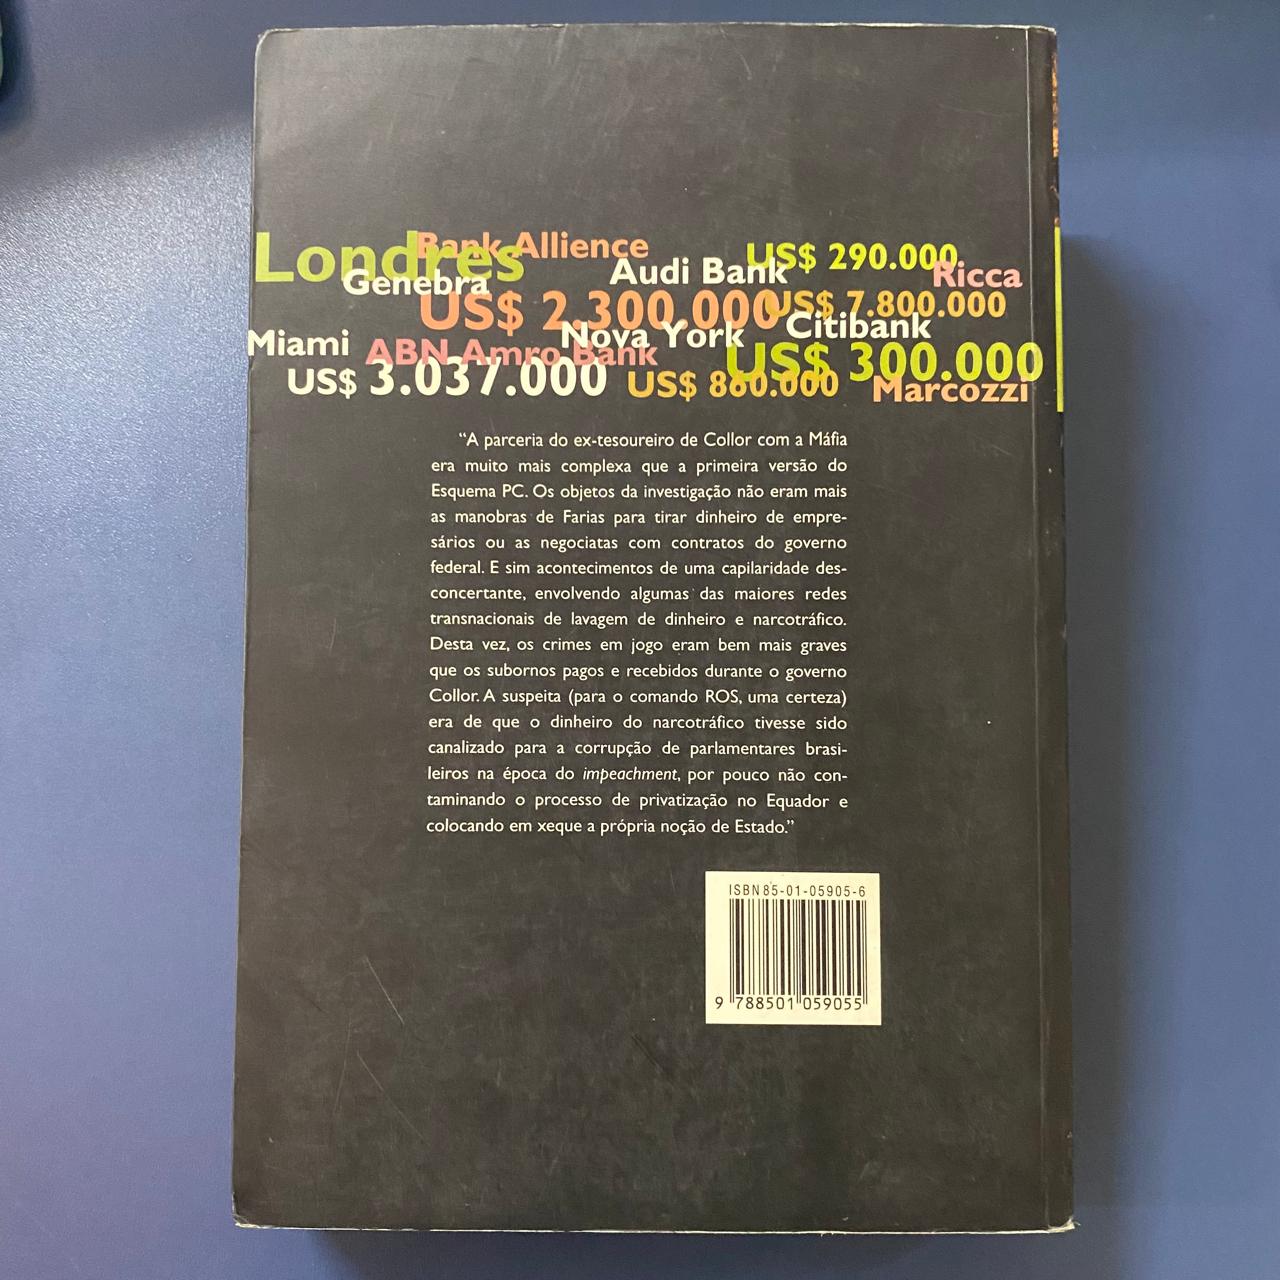 Londres
Bank Allience
US$ 290.000
Genebra
Audi Bank
Ricca
US$ 2.300.000
US$ 7.800.000
Miami
Nova York
Citibank
ABN Amro Bank
US$ 300.000
US$ 3.037.000
US$ 860.000
Marcozzi
“A parceria do ex-tesoureiro de Collor com a Máfia
era muito mais complexa que a primeira versão do
Esquema PC. Os objetos da investigação não eram mais
as manobras de Farias para tirar dinheiro de empre-
sários ou as negociatas com contratos do governo
federal. E sim acontecimentos de uma capilaridade des-
concertante, envolvendo algumas das maiores redes
transnacionais de lavagem de dinheiro e narcotráfico.
Desta vez, os crimes em jogo eram bem mais graves
que os subornos pagos e recebidos durante o governo
Collor. A suspeita (para o comando ROS, uma certeza)
era de que o dinheiro do narcotráfico tivesse sido
canalizado para a corrupção de parlamentares brasi-
leiros na época do impeachment, por pouco não con-
taminando o processo de privatização no Equador e
colocando em xeque a própria noção de Estado.”
ISBN 85-01-05905-6
9 788501 059055